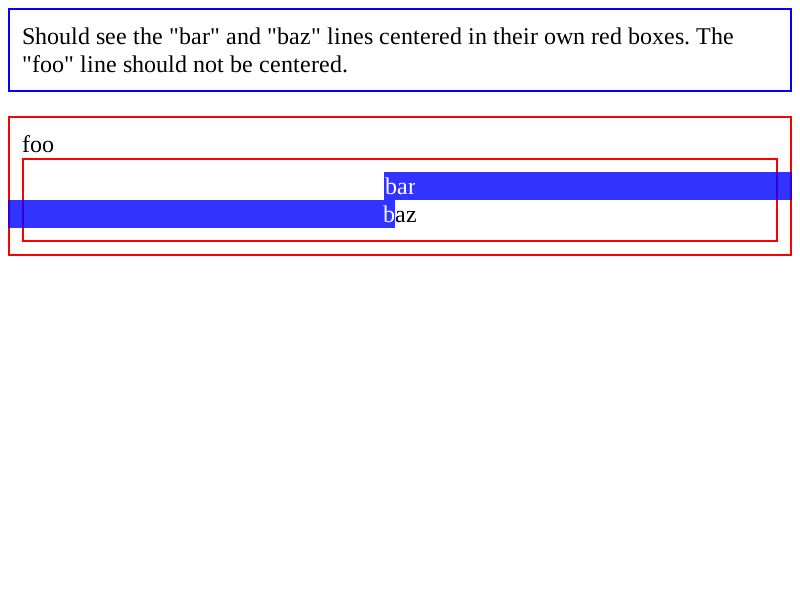 Should see the "bar" and "baz" lines centered in their own red boxes. The
"foo" line should not be centered.
foo
bar
baz